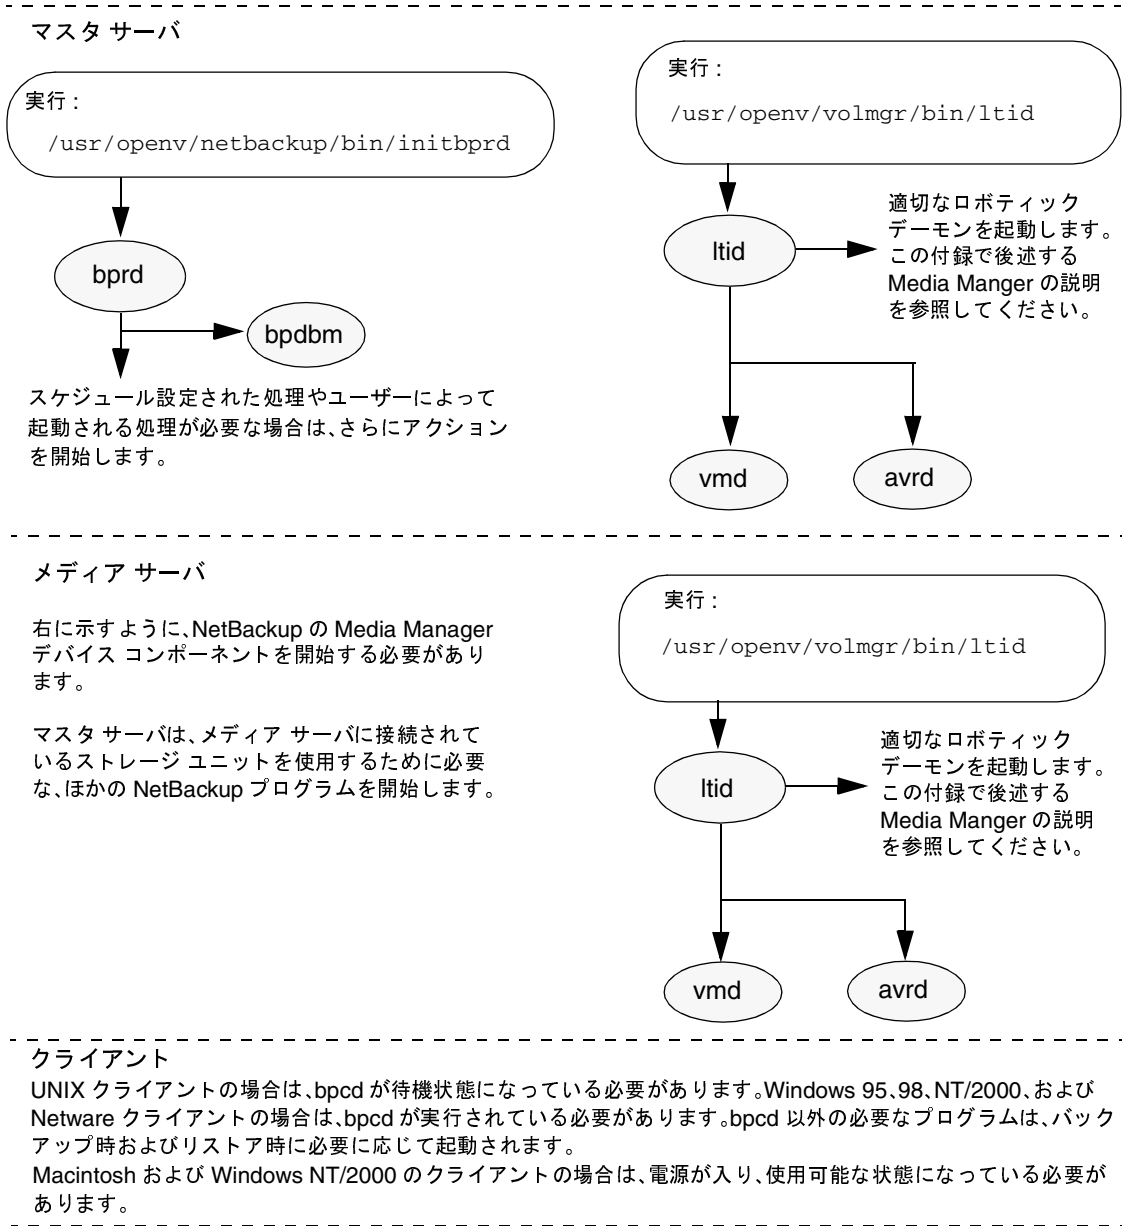 マスタ サーバ
実行 :
/usr/openv/netbackup/bin/initbprd
bprd
bpdbm
スケジュール設定された処理やユーザーによって
起動される処理が必要な場合は、さらにアクション
を開始します。
実行 :
/usr/openv/volmgr/bin/ltid
ltid
適切なロボティック
デーモンを起動します。
この付録で後述する
Media Manger の説明
を参照してください。
vmd
avrd
メディア サーバ
右に示すように、NetBackup の Media Manager
デバイス コンポーネントを開始する必要があり
ます。
マスタ サーバは、メディア サーバに接続されて
いるストレージ ユニットを使用するために必要
な、ほかの NetBackup プログラムを開始します。
実行 :
/usr/openv/volmgr/bin/ltid
ltid
適切なロボティック
デーモンを起動します。
この付録で後述する
Media Manger の説明
を参照してください。
vmd
avrd
クライアント
UNIX クライアントの場合は、bpcd が待機状態になっている必要があります。Windows 95、98、NT/2000、および
Netware クライアントの場合は、bpcd が実行されている必要があります。bpcd 以外の必要なプログラムは、バック
アップ時およびリストア時に必要に応じて起動されます。
Macintosh および Windows NT/2000 のクライアントの場合は、電源が入り、使用可能な状態になっている必要が
あります。